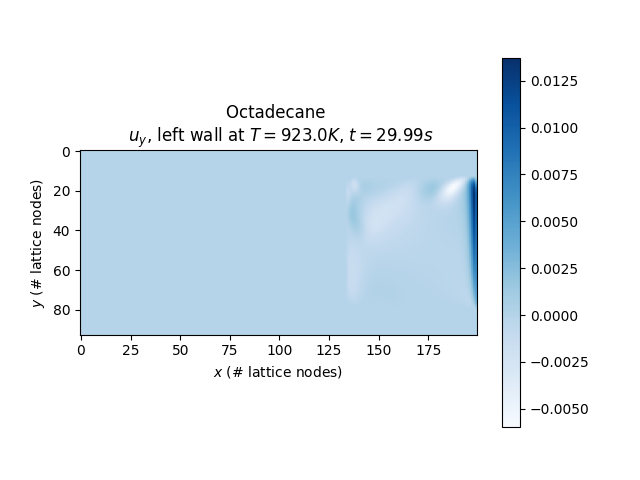 Octadecane
u_y, left wall at T = 923.0K, t = 29.99s
0
20
40
60
80
y (# lattice nodes)
0 25 50 75 100 125 150 175
x (# lattice nodes)
0.0125
0.0100
0.0075
0.0050
0.0025
0.0000
−0.0025
−0.0050